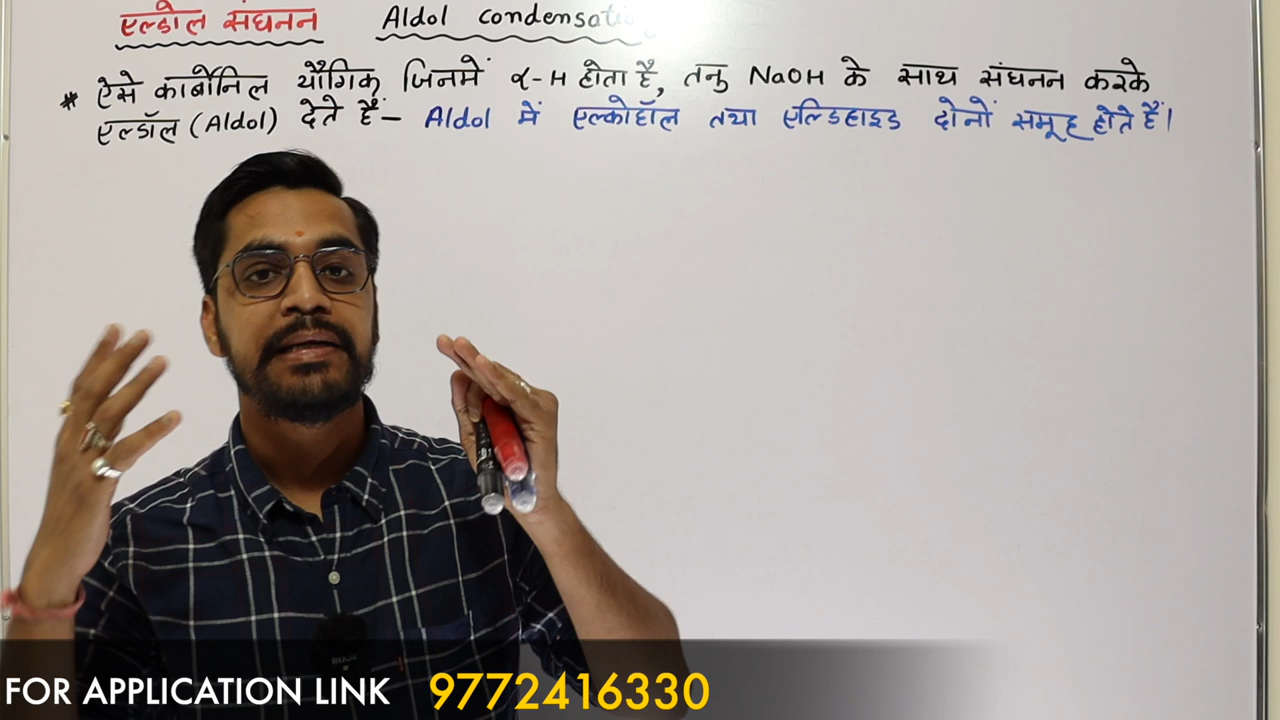 एल्डोल संघनन Aldol condensati
* ऐसे कार्बोनिल यौगिक जिनमें α-H होता है, तनु NaOH के साथ संघनन करके
एल्डॉल (Aldol) देते हैं- Aldol में एल्कोहॉल तथा एल्डिहाइड दोनों समूह होते हैं।
FOR APPLICATION LINK 9772416330